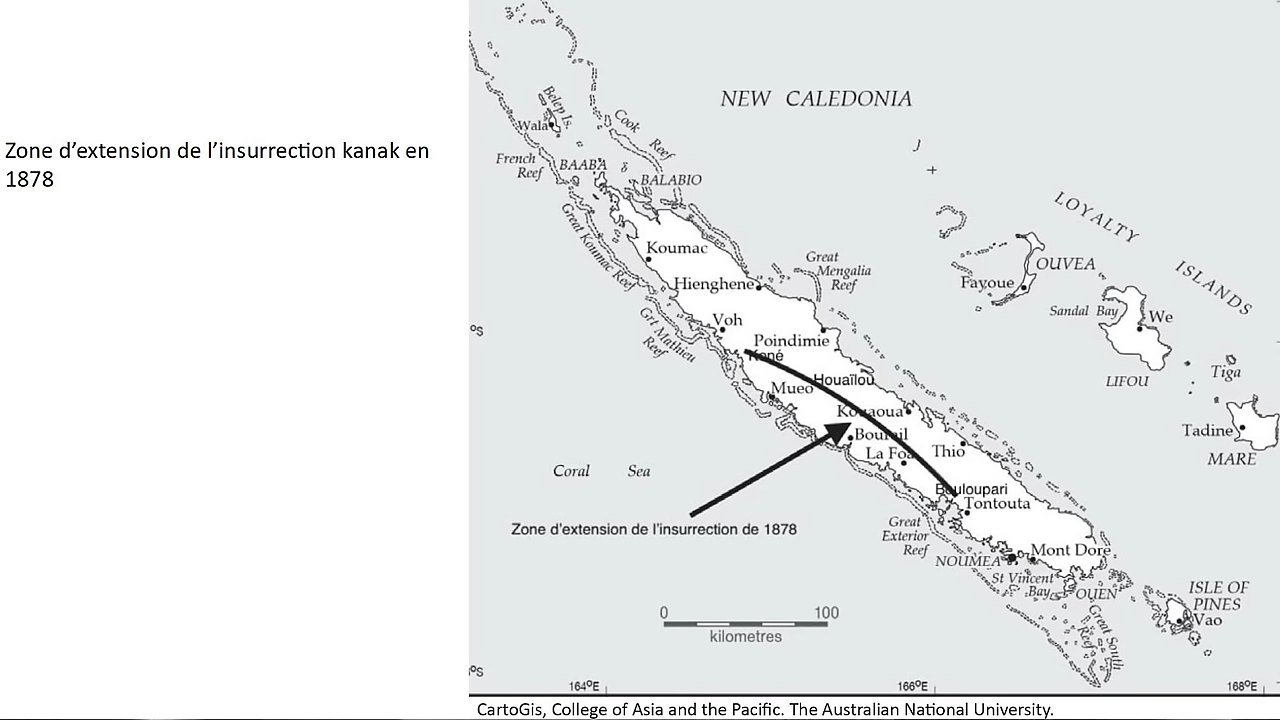 Zone d’extension de l’insurrection kanak en
1878
NEW CALEDONIA
Belep Is.
Wala
Cook
Reef
French
Reef
BAABA
BALABIO
Great Koumac Reef
Koumac
Hienghene
Great
Mengalia
Reef
LOYALTY
ISLANDS
OUVEA
Fayoue
Sandal Bay
We
LIFOU
Tiga
Tadine
MARE
°S
Voh
Grt Mathieu
Reef
Poindimie
Koné
Houaïlou
Mueo
Kouaoua
Bourail
La Foa
Thio
Coral Sea
Bouloupari
Tontouta
Zone d’extension de l’insurrection de 1878
Great
Exterior
Reef
NOUMEA
Mont Dore
St Vincent
Bay
OUEN
Great South
Reef
ISLE OF
PINES
Vao
0 100
kilometres
°S
164°E 166°E 168°E
CartoGis, College of Asia and the Pacific. The Australian National University.